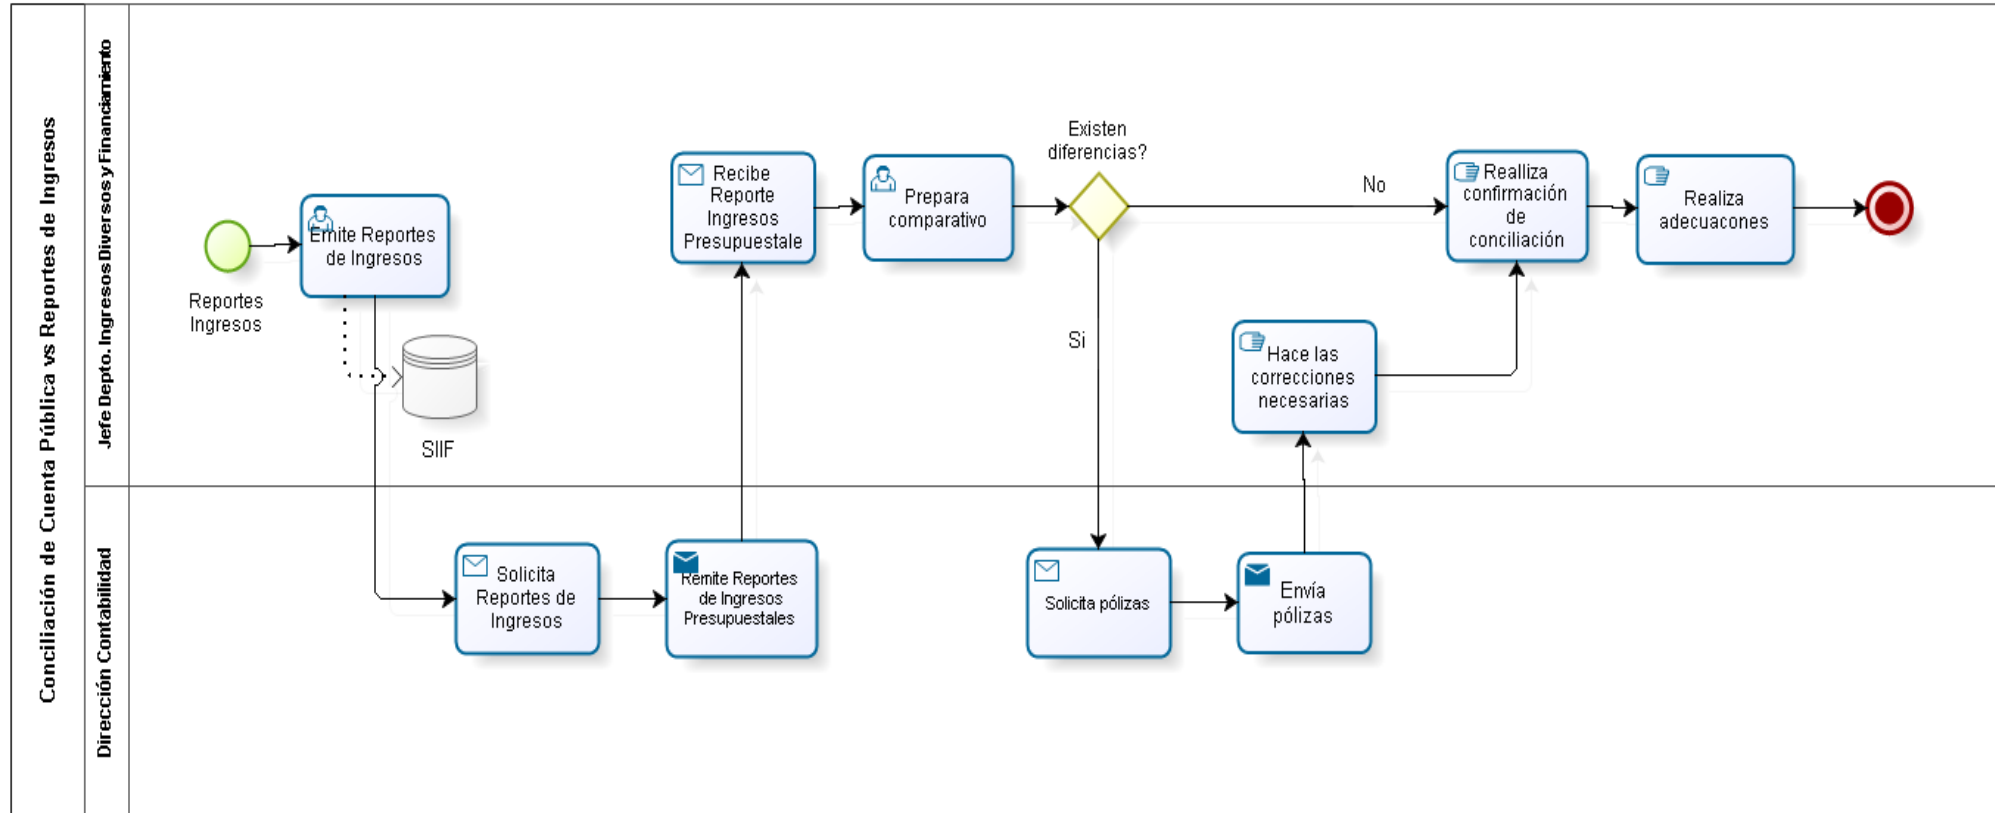 Conciliación de Cuenta Pública vs Reportes de Ingresos
Jefe Depto. Ingresos Diversos y Financiamiento
Reportes
Ingresos
Emite Reportes
de Ingresos
SIIF
Recibe
Reporte
Ingresos
Presupuestale
Prepara
comparativo
Existen
diferencias?
No
Si
Realliza
confirmación
de
conciliación
Realiza
adecuacones
Hace las
correcciones
necesarias
Dirección Contabilidad
Solicita
Reportes de
Ingresos
Remite Reportes
de Ingresos
Presupuestales
Solicita pólizas
Envía
pólizas